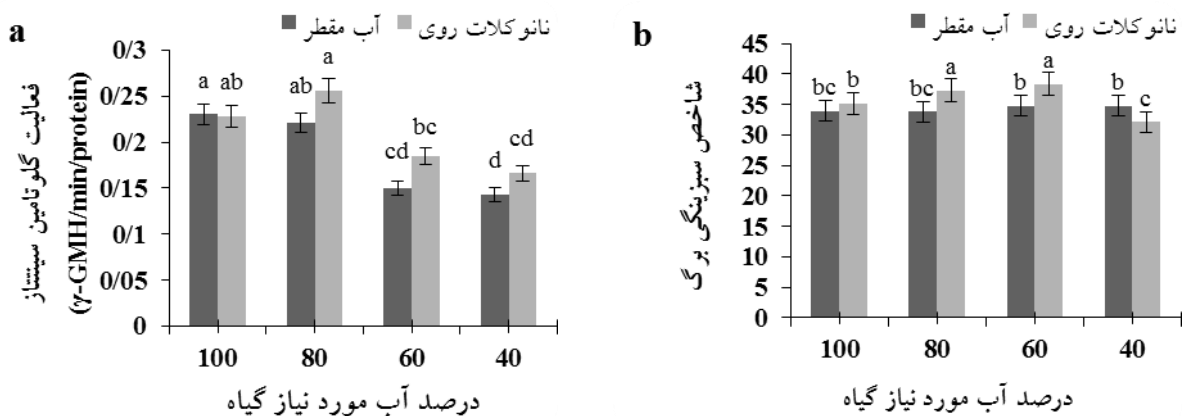 a
آب مقطر
نانو کلات روی
فعالیت گلوتامین سینتتاز
(γ-GMH/min/protein)
0/3
0/25
0/2
0/15
0/1
0/05
0
a ab
ab a
cd bc
d cd
100 80 60 40
درصد آب مورد نیاز گیاه
b
آب مقطر
نانوکلات روی
شاخص سبزینگی برگ
45
40
35
30
25
20
15
10
5
0
bc b
bc a
b a
b c
100 80 60 40
درصد آب مورد نیاز گیاه